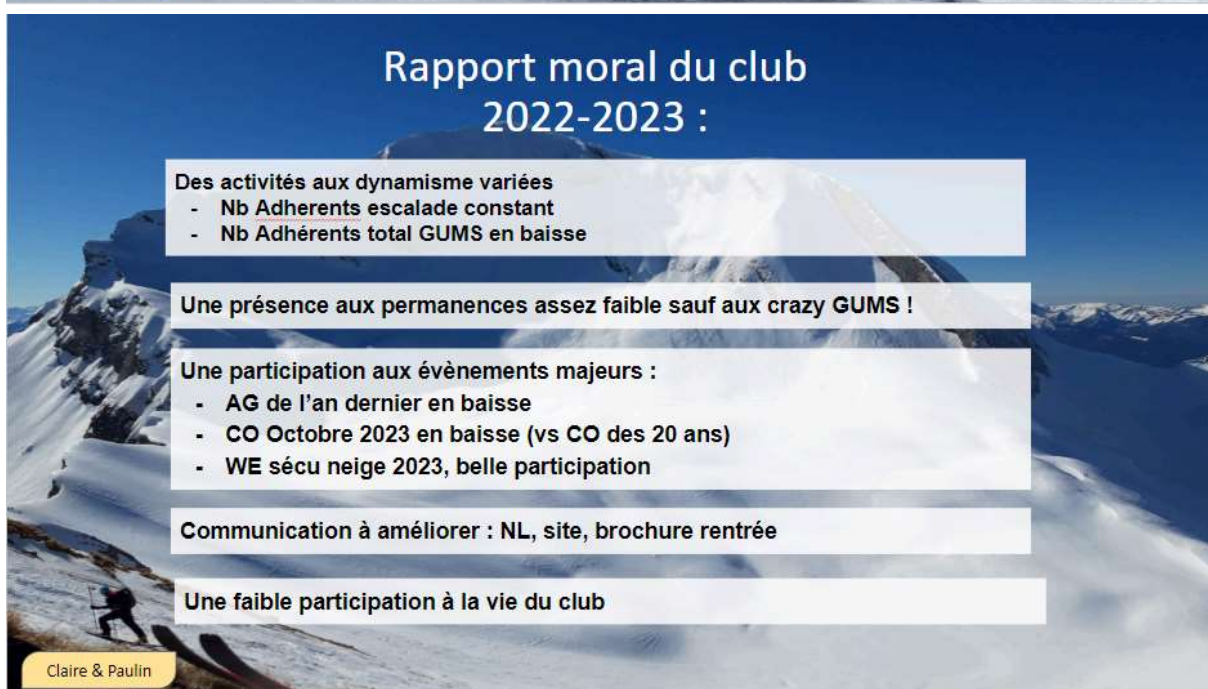 Rapport moral du club
2022-2023 :
Des activités aux dynamisme variées
- Nb Adherents escalade constant
- Nb Adhérents total GUMS en baisse
Une présence aux permanences assez faible sauf aux crazy GUMS !
Une participation aux évènements majeurs :
- AG de l'an dernier en baisse
- CO Octobre 2023 en baisse (vs CO des 20 ans)
- WE sécu neige 2023, belle participation
Communication à améliorer : NL, site, brochure rentrée
Une faible participation à la vie du club
Claire & Paulin